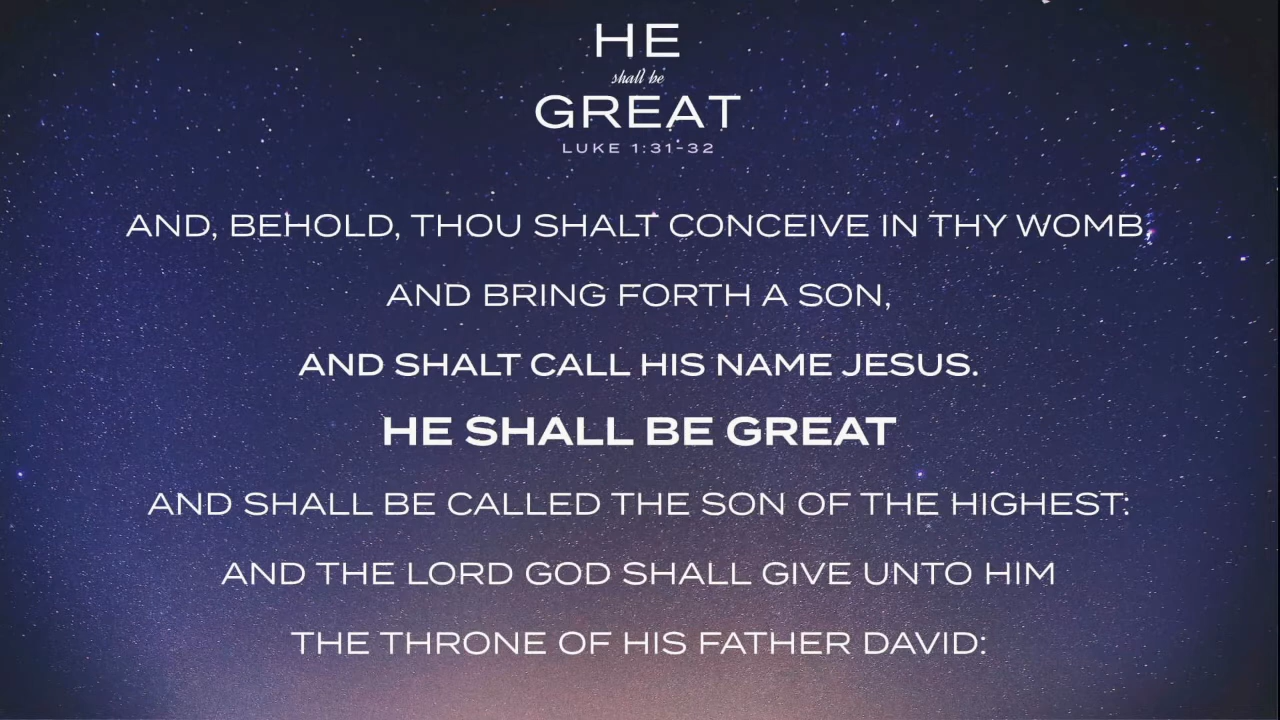 HE
shall be
GREAT
LUKE 1:31-32
AND, BEHOLD, THOU SHALT CONCEIVE IN THY WOMB,
AND BRING FORTH A SON,
AND SHALT CALL HIS NAME JESUS.
HE SHALL BE GREAT
AND SHALL BE CALLED THE SON OF THE HIGHEST:
AND THE LORD GOD SHALL GIVE UNTO HIM
THE THRONE OF HIS FATHER DAVID: